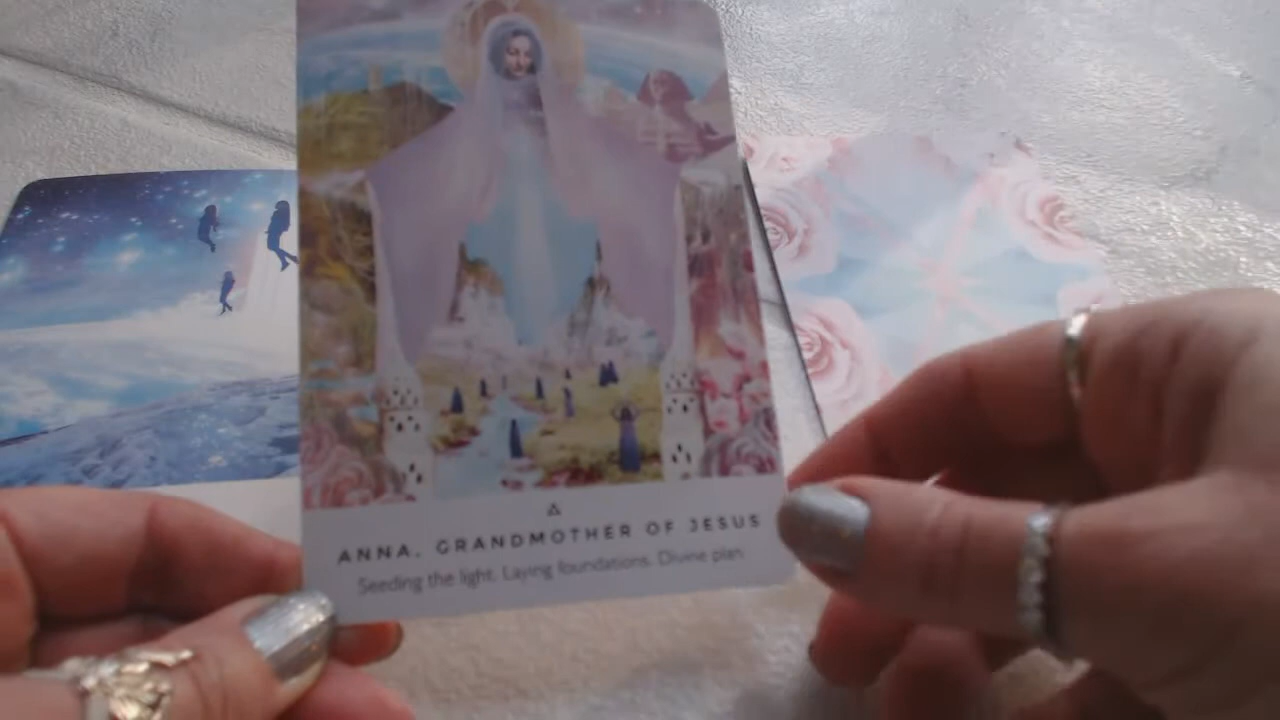 ANNA, GRANDMOTHER OF JESUS
Seeding the light. Laying foundations. Divine plan